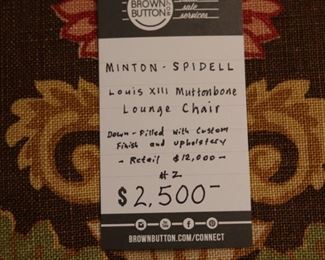 BROWN
BUTTON
sale
services
MINTON-SPIDELL
Louis XIII Muttonbone
Lounge Chair
Down-Filled With Custom
Finish and Upholstery
- Retail $12,000-
#2
$2,500-
BROWNBUTTON.COM/CONNECT